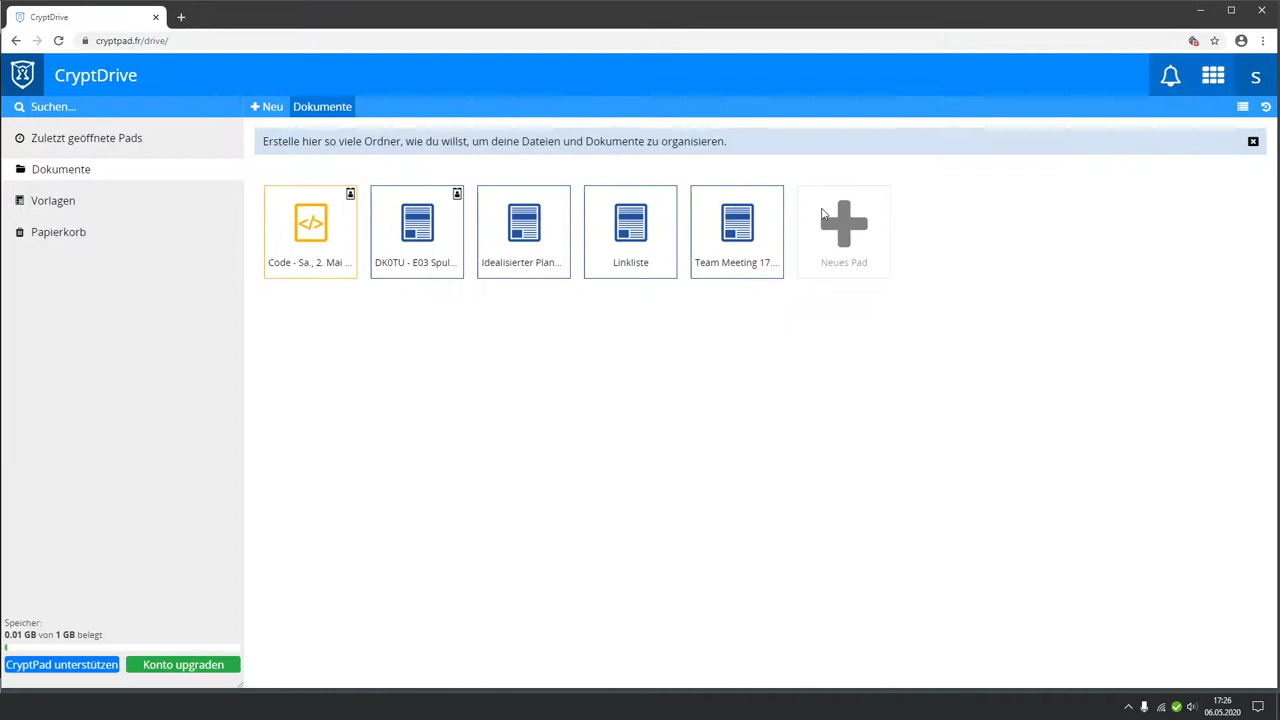 CryptDrive
cryptpad.fr/drive/
CryptDrive
S
Suchen...
+ Neu Dokumente
Zuletzt geöffnete Pads
Dokumente
Vorlagen
Papierkorb
Erstelle hier so viele Ordner, wie du willst, um deine Dateien und Dokumente zu organisieren.
Code - Sa., 2. Mai ...
DK0TU - E03 Spul...
Idealisierter Plan...
Linkliste
Team Meeting 17....
Neues Pad
Speicher:
0.01 GB von 1 GB belegt
CryptPad unterstützen
Konto upgraden
17:26
06.05.2020